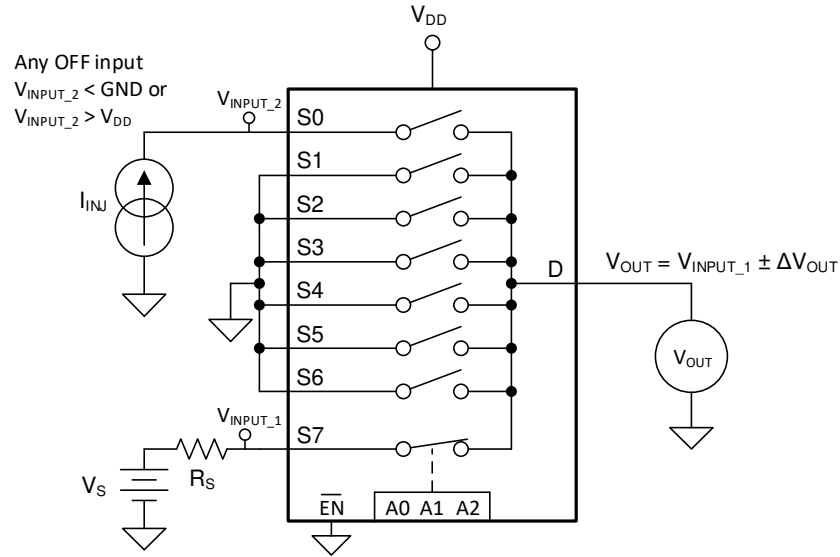 V_DD
Any OFF input
V_INPUT_2 < GND or
V_INPUT_2 > V_DD
V_INPUT_2
S0
S1
I_INJ
S2
S3
D
V_OUT = V_INPUT_1 ± ΔV_OUT
S4
S5
V_OUT
S6
V_INPUT_1
S7
V_S
R_S
EN
A0 A1 A2